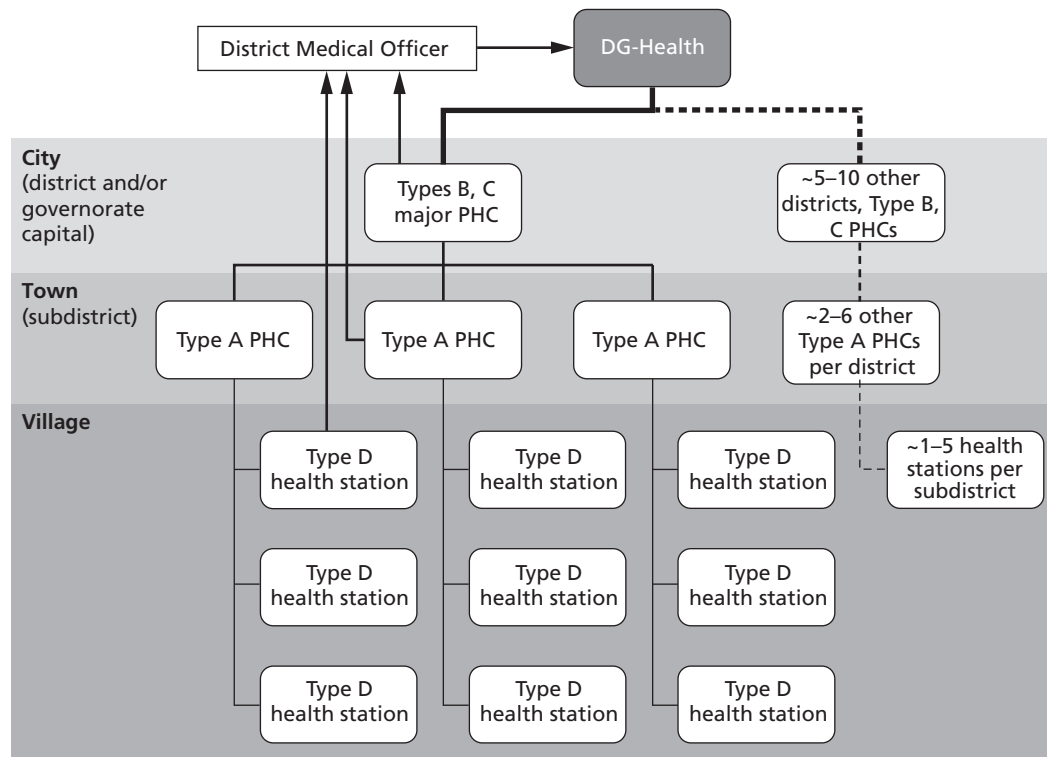 District Medical Officer
DG-Health
City
(district and/or
governorate
capital)
Types B, C
major PHC
~5–10 other
districts, Type B,
C PHCs
Town
(subdistrict)
Type A PHC
Type A PHC
Type A PHC
~2–6 other
Type A PHCs
per district
Village
Type D
health station
Type D
health station
Type D
health station
~1–5 health
stations per
subdistrict
Type D
health station
Type D
health station
Type D
health station
Type D
health station
Type D
health station
Type D
health station